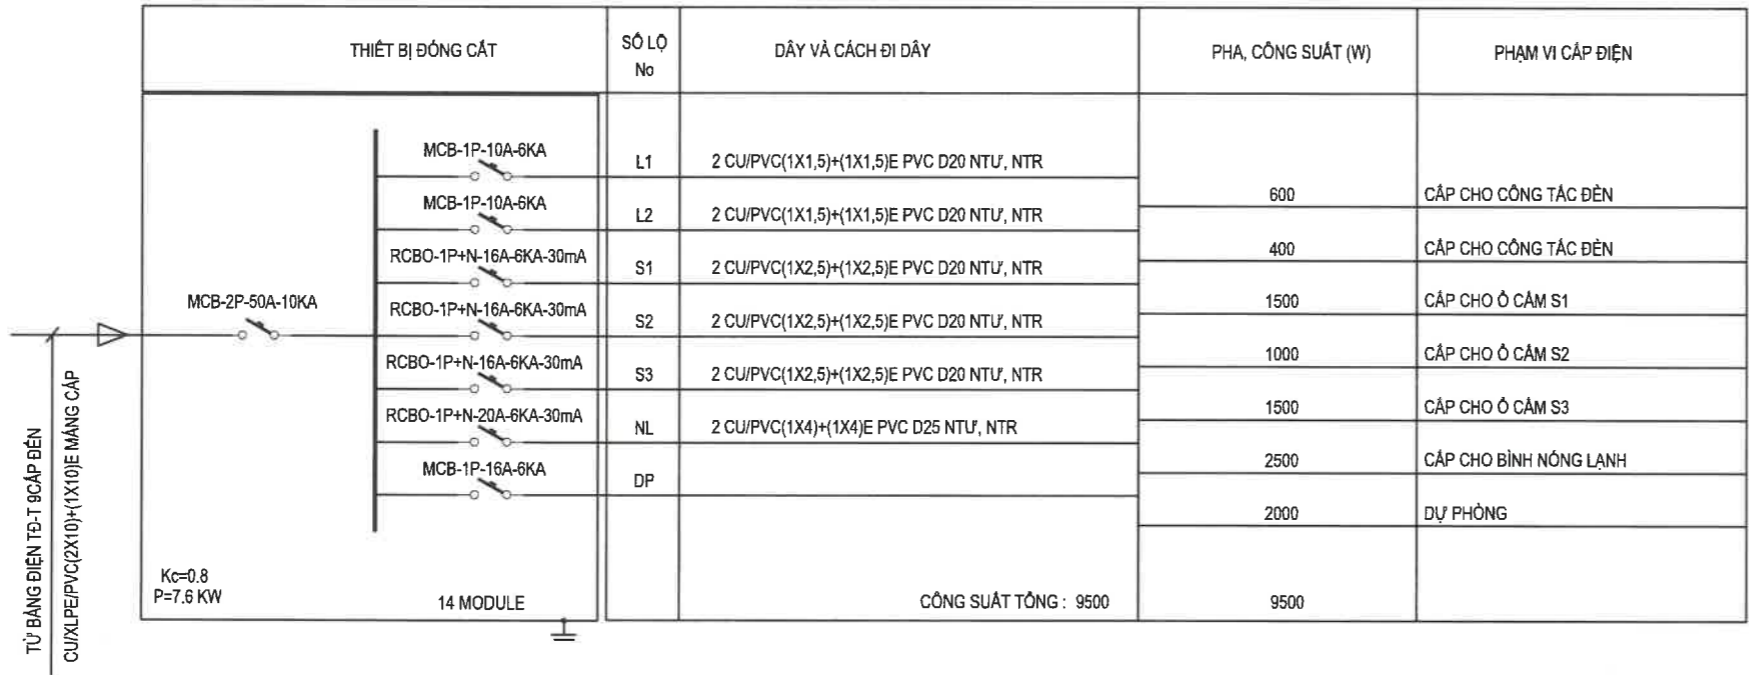 THIẾT BỊ ĐÓNG CẮT
SỐ LỘ
No
DÂY VÀ CÁCH ĐI DÂY
PHA, CÔNG SUẤT (W)
PHẠM VI CẤP ĐIỆN
MCB-1P-10A-6KA
L1
2 CU/PVC(1X1,5)+(1X1,5)E PVC D20 NTƯ, NTR
600
CẤP CHO CÔNG TẮC ĐÈN
MCB-1P-10A-6KA
L2
2 CU/PVC(1X1,5)+(1X1,5)E PVC D20 NTƯ, NTR
400
CẤP CHO CÔNG TẮC ĐÈN
RCBO-1P+N-16A-6KA-30mA
S1
2 CU/PVC(1X2,5)+(1X2,5)E PVC D20 NTƯ, NTR
1500
CẤP CHO Ổ CẮM S1
MCB-2P-50A-10KA
RCBO-1P+N-16A-6KA-30mA
S2
2 CU/PVC(1X2,5)+(1X2,5)E PVC D20 NTƯ, NTR
1000
CẤP CHO Ổ CẮM S2
RCBO-1P+N-16A-6KA-30mA
S3
2 CU/PVC(1X2,5)+(1X2,5)E PVC D20 NTƯ, NTR
1500
CẤP CHO Ổ CẮM S3
RCBO-1P+N-20A-6KA-30mA
NL
2 CU/PVC(1X4)+(1X4)E PVC D25 NTƯ, NTR
2500
CẤP CHO BÌNH NÓNG LẠNH
MCB-1P-16A-6KA
DP
2000
DỰ PHÒNG
Kc=0.8
P=7.6 KW
14 MODULE
CÔNG SUẤT TỔNG : 9500
9500
TỪ BẢNG ĐIỆN TĐ-T 9CẤP ĐẾN
CU/XLPE/PVC(2X10)+(1X10)E MÁNG CÁP